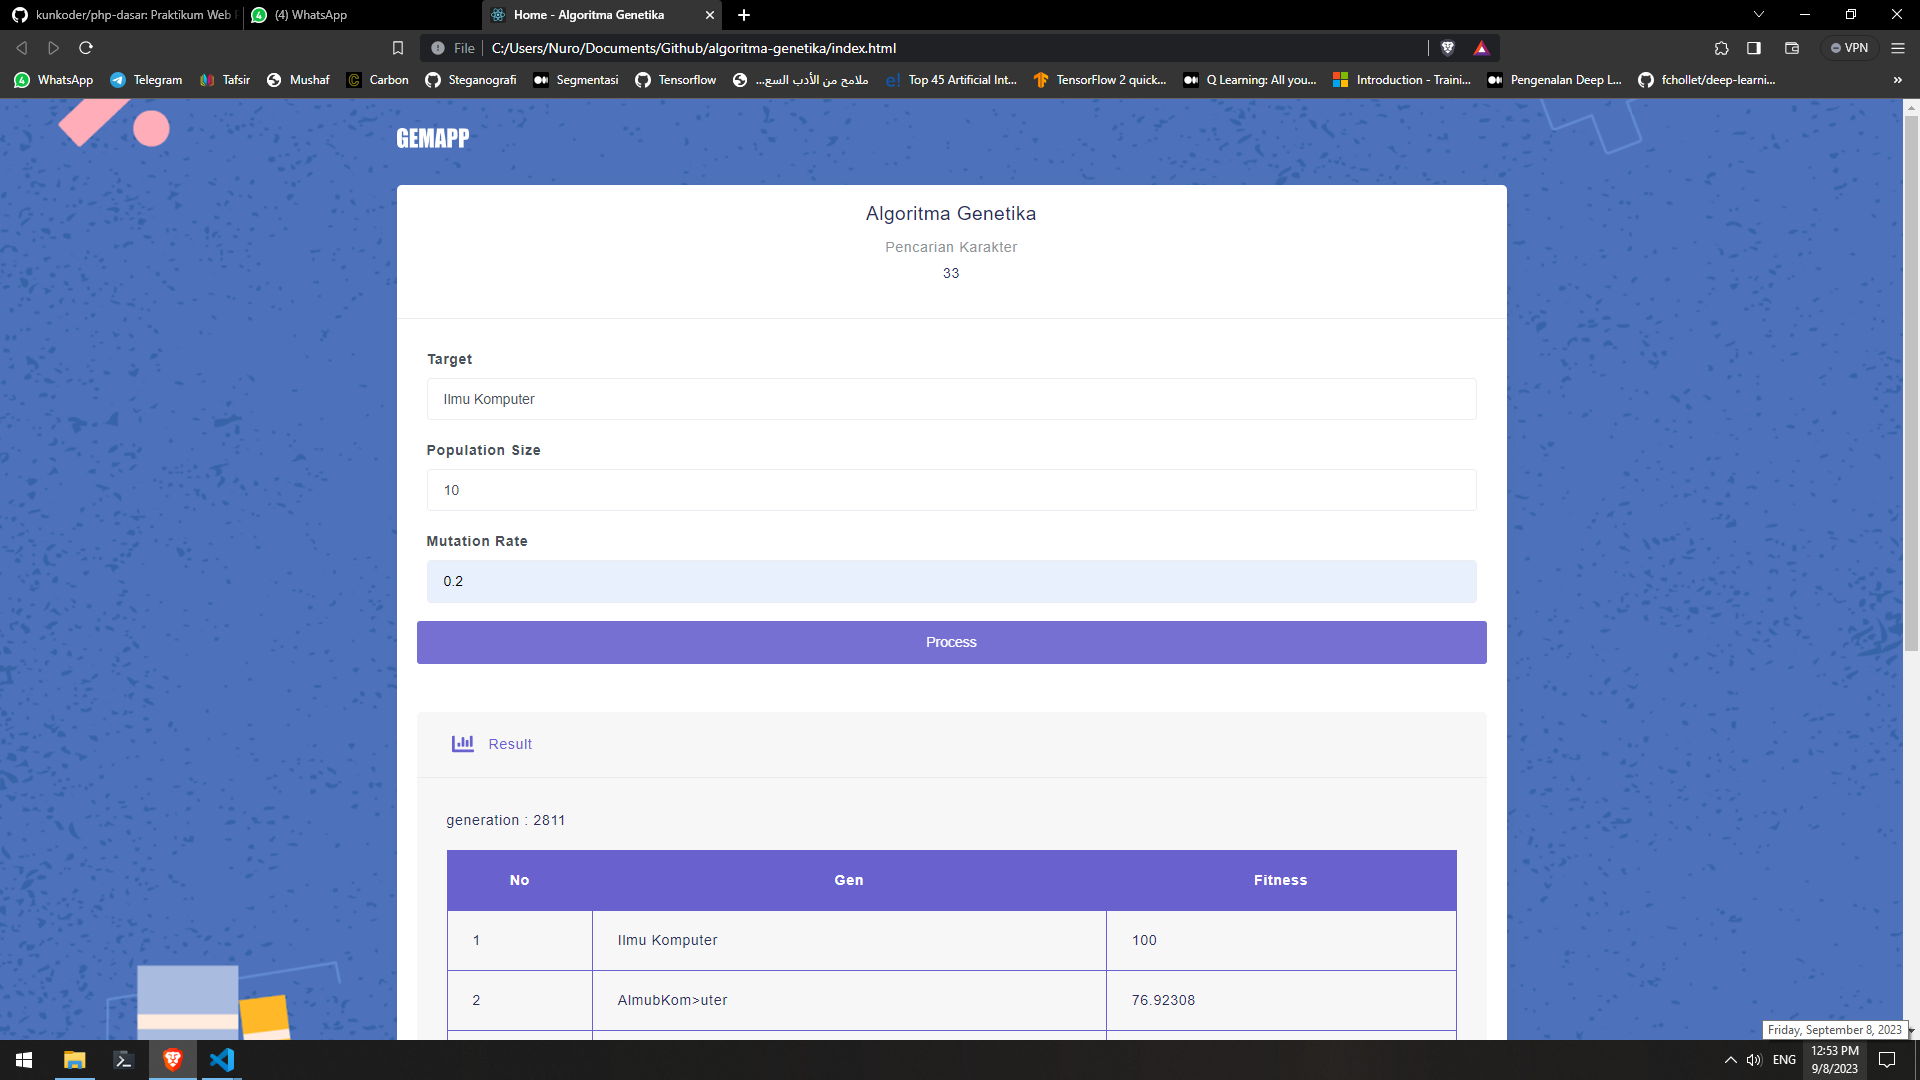 kunkoder/php-dasar: Praktikum Web
(4) WhatsApp
Home - Algoritma Genetika
File
C:/Users/Nuro/Documents/Github/algoritma-genetika/index.html
VPN
WhatsApp
Telegram
Tafsir
Mushaf
Carbon
Steganografi
Segmentasi
Tensorflow
ملامح من الأدب السع...
Top 45 Artificial Int...
TensorFlow 2 quick...
Q Learning: All you...
Introduction - Traini...
Pengenalan Deep L...
fchollet/deep-learni...
GEMAPP
Algoritma Genetika
Pencarian Karakter
33
Target
Ilmu Komputer
Population Size
10
Mutation Rate
0.2
Process
Result
generation : 2811
No Gen Fitness
1 Ilmu Komputer 100
2 AlmubKom>uter 76.92308
Friday, September 8, 2023
ENG
12:53 PM
9/8/2023